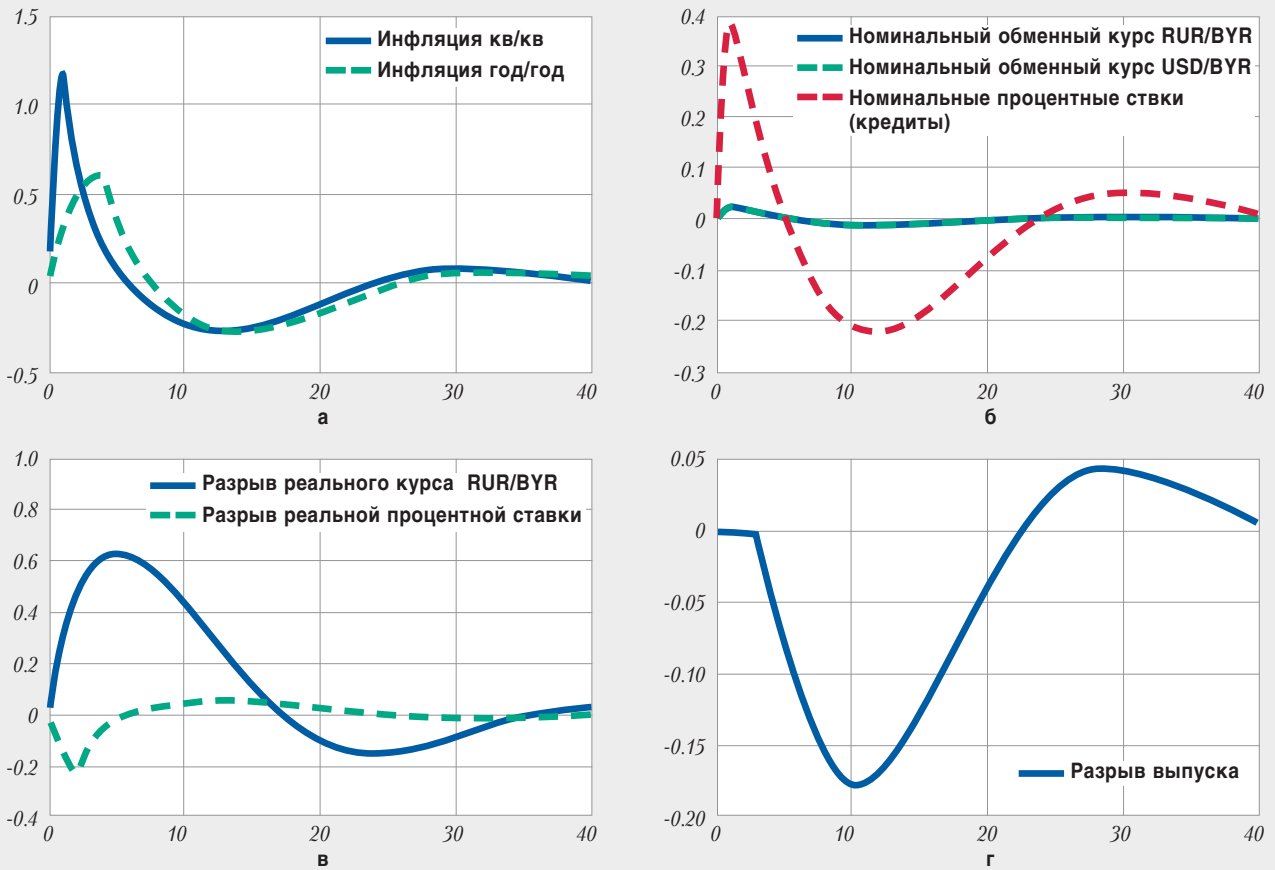 1.5
1.0
0.5
0
-0.5
Инфляция кв/кв
Инфляция год/год
0 10 20 30 40
а
0.4
0.3
0.2
0.1
0
-0.1
-0.2
-0.3
Номинальный обменный курс RUR/BYR
Номинальный обменный курс USD/BYR
Номинальные процентные ствки
(кредиты)
0 10 20 30 40
б
1.0
0.8
0.6
0.4
0.2
0
-0.2
-0.4
Разрыв реального курса RUR/BYR
Разрыв реальной процентной ставки
0 10 20 30 40
в
0.05
0
-0.05
-0.10
-0.15
-0.20
Разрыв выпуска
0 10 20 30 40
г